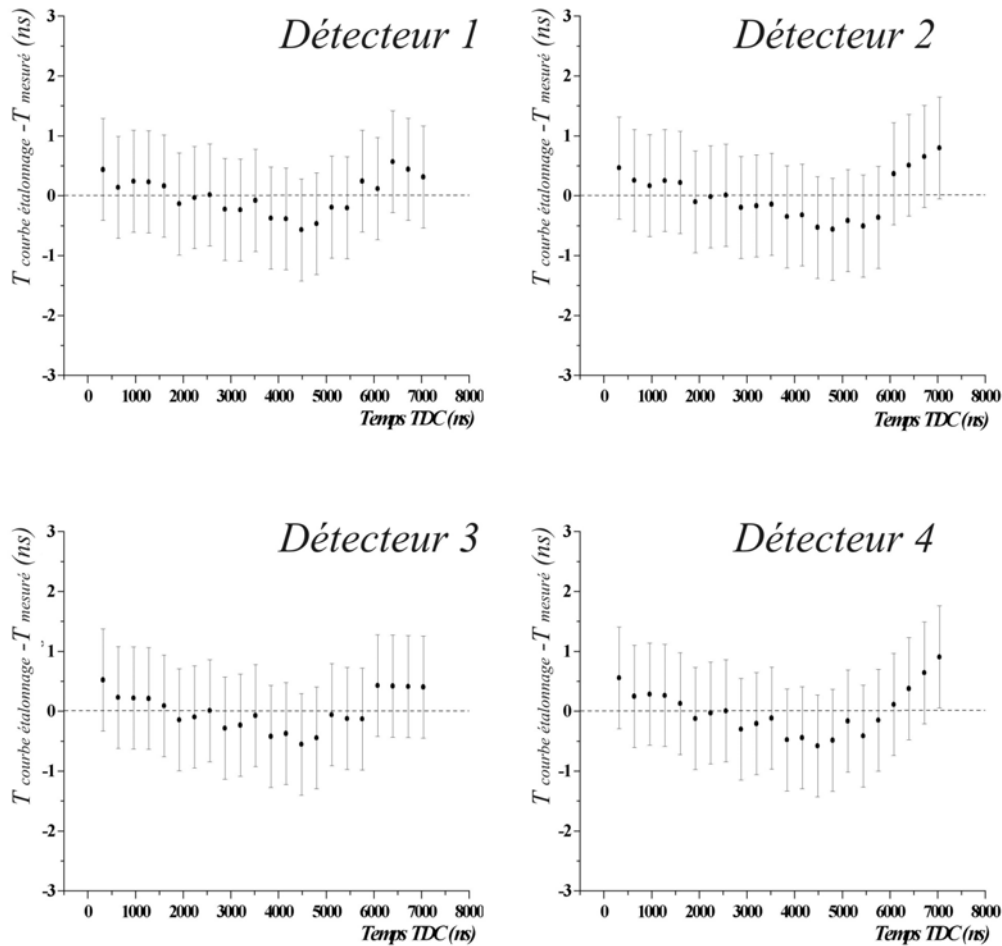 Détecteur 1
T courbe étalonnage - T mesuré (ns)
3
2
1
0
-1
-2
-3
0 1000 2000 3000 4000 5000 6000 7000 8000
Temps TDC (ns)
Détecteur 2
T courbe étalonnage - T mesuré (ns)
3
2
1
0
-1
-2
-3
0 1000 2000 3000 4000 5000 6000 7000 8000
Temps TDC (ns)
Détecteur 3
T courbe étalonnage - T mesuré (ns)
3
2
1
0
-1
-2
-3
0 1000 2000 3000 4000 5000 6000 7000 8000
Temps TDC (ns)
Détecteur 4
T courbe étalonnage - T mesuré (ns)
3
2
1
0
-1
-2
-3
0 1000 2000 3000 4000 5000 6000 7000 8000
Temps TDC (ns)